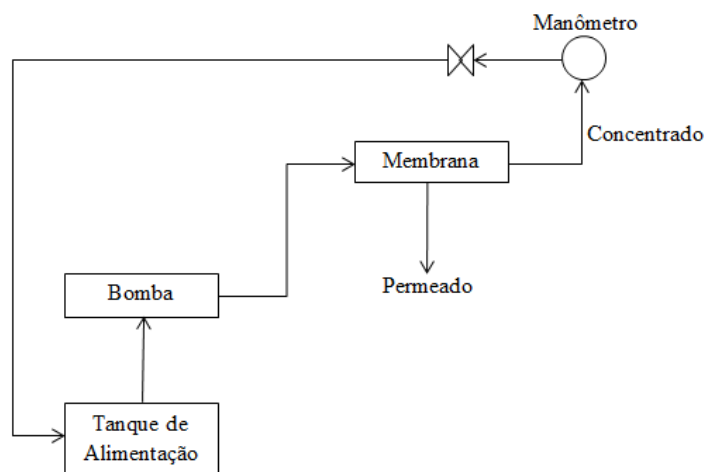 Manômetro
Concentrado
Membrana
Permeado
Bomba
Tanque de
Alimentação